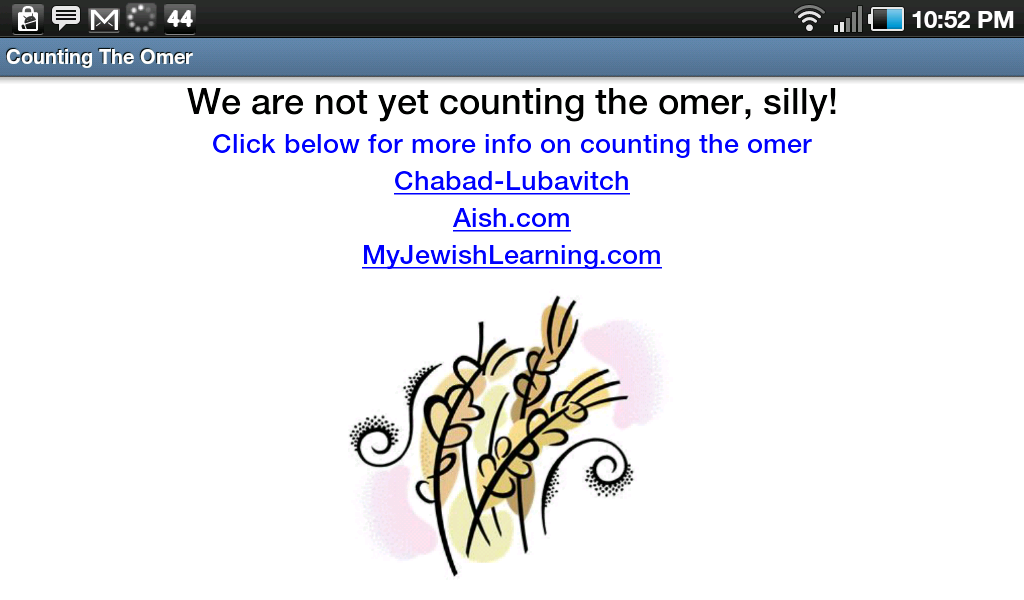 44 10:52 PM
Counting The Omer
We are not yet counting the omer, silly!
Click below for more info on counting the omer
Chabad-Lubavitch
Aish.com
MyJewishLearning.com